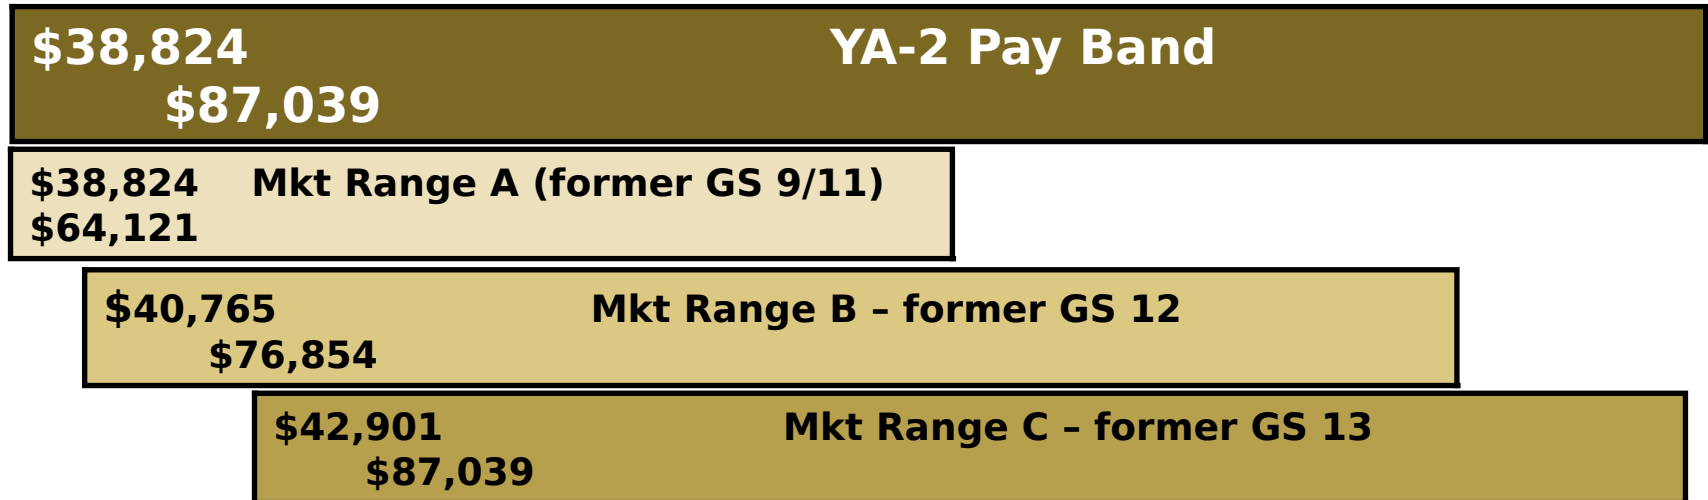 $38,824 YA-2 Pay Band
$87,039
$38,824 Mkt Range A (former GS 9/11)
$64,121
$40,765 Mkt Range B – former GS 12
$76,854
$42,901 Mkt Range C – former GS 13
$87,039